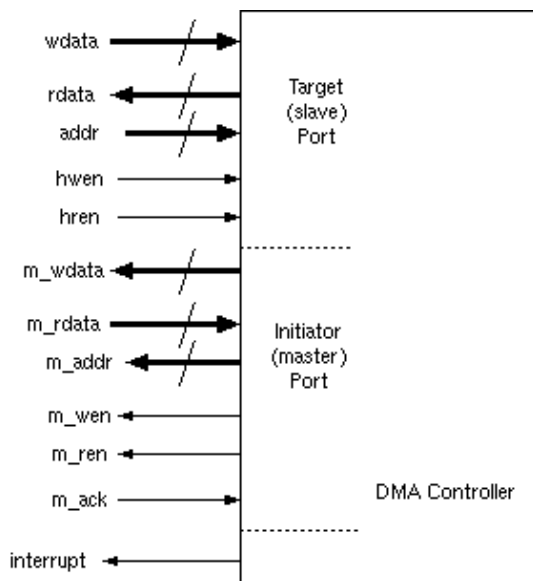 wdata
rdata
addr
hwen
hren
Target
(slave)
Port
m_wdata
m_rdata
m_addr
m_wen
m_ren
m_ack
Initiator
(master)
Port
DMA Controller
interrupt